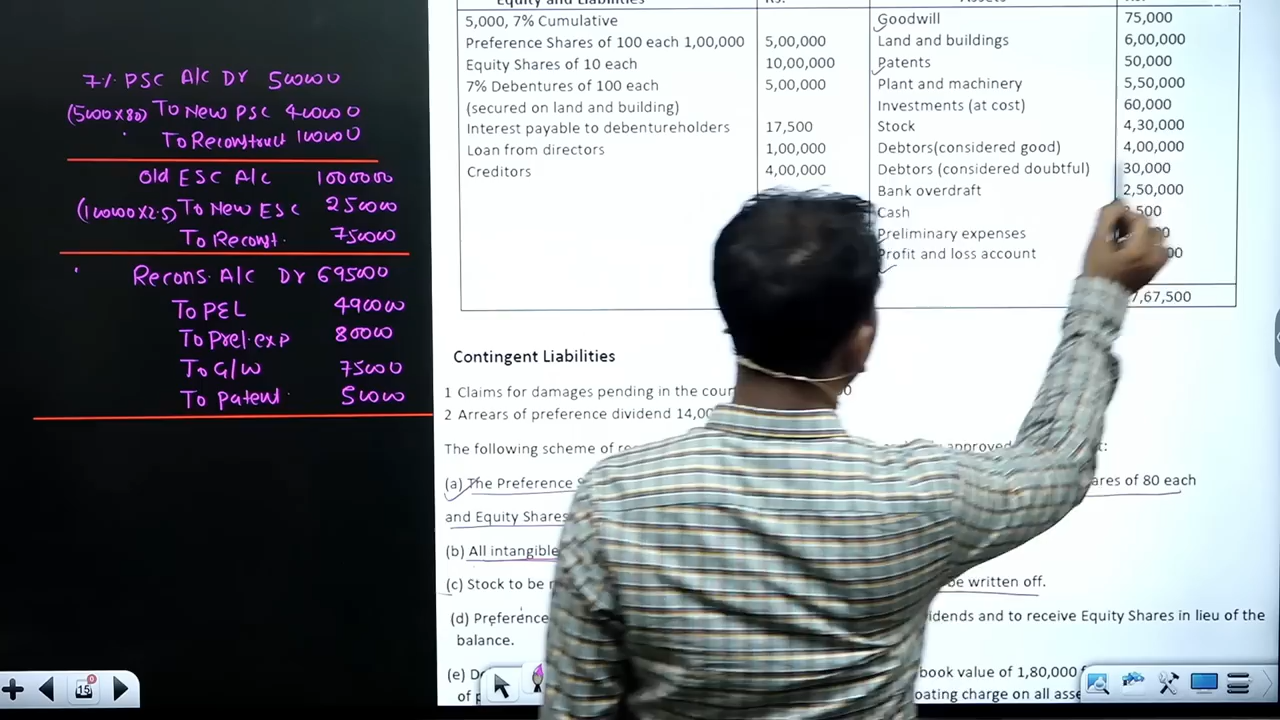 7% PSC A/C Dr 500000
(5000x80) To New PSC 400000
To Reconstruct 100000
Old ESC A/C 1000000
(100000x2.5) To New ESC 250000
To Reconst. 750000
Recons. A/C Dr 695000
To P&L 490000
To Prel.exp 80000
To G/W 75000
To Patent 50000
Equity and Liabilities Rs. Assets Rs.
5,000, 7% Cumulative Goodwill 75,000
Preference Shares of 100 each 1,00,000 5,00,000 Land and buildings 6,00,000
Equity Shares of 10 each 10,00,000 Patents 50,000
7% Debentures of 100 each 5,00,000 Plant and machinery 5,50,000
(secured on land and building) Investments (at cost) 60,000
Interest payable to debentureholders 17,500 Stock 4,30,000
Loan from directors 1,00,000 Debtors(considered good) 4,00,000
Creditors 4,00,000 Debtors (considered doubtful) 30,000
Bank overdraft 2,50,000
Cash 500
Preliminary expenses
Profit and loss account
7,67,500
Contingent Liabilities
1 Claims for damages pending in the
2 Arrears of preference dividend
The following scheme of approved
(a) The Preference of 80 each
and Equity Shares
(b) All intangible
(c) Stock to be be written off.
(d) Preference to receive Equity Shares in lieu of the
balance.
(e) book value of 1,80,000
of charge on all
15